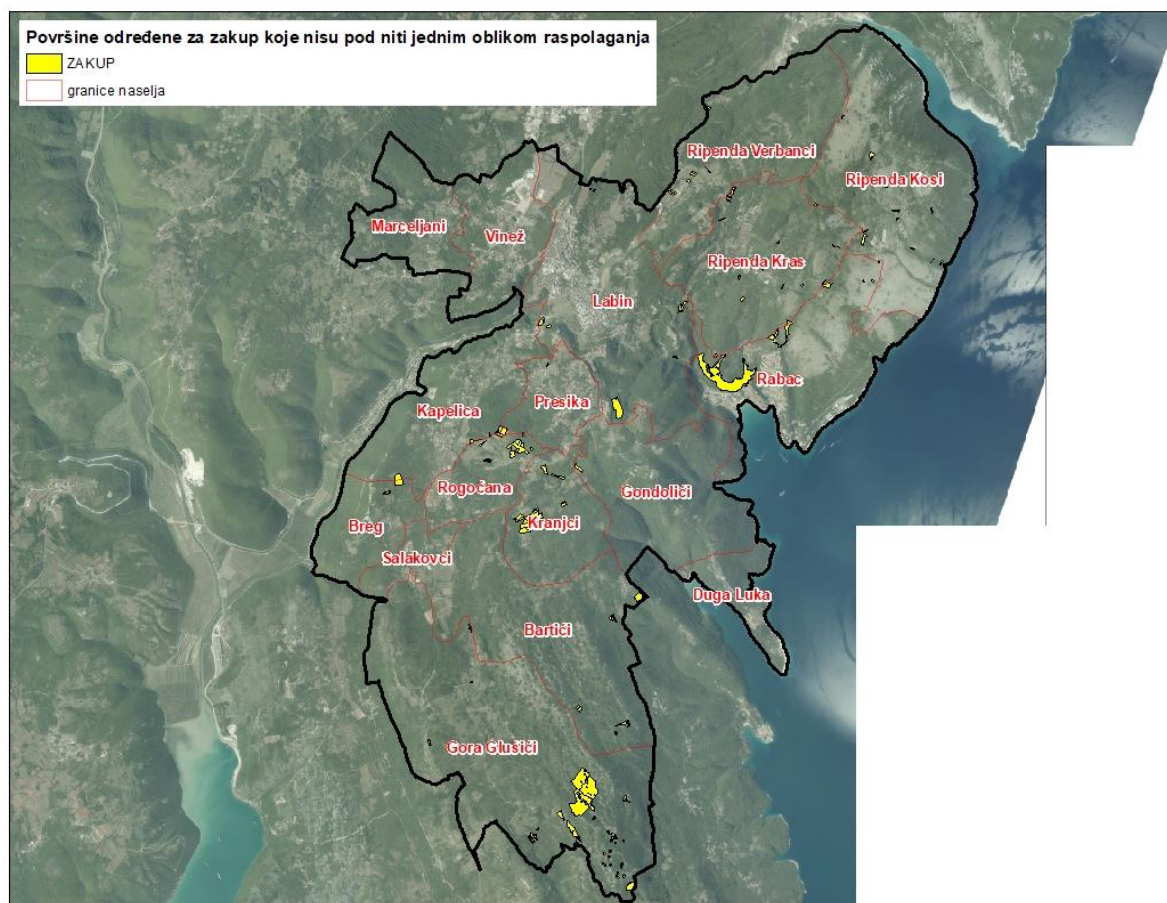 Površine određene za zakup koje nisu pod niti jednim oblikom raspolaganja
ZAKUP
granice naselja
Ripenda Verbanci
Ripenda Kosi
Marceljani
Vinež
Ripenda Kras
Labin
Rabac
Presika
Kapelica
Rogočana
Gondolići
Breg
Kranjci
Salakovci
Duga Luka
Bartići
Gora Glušići